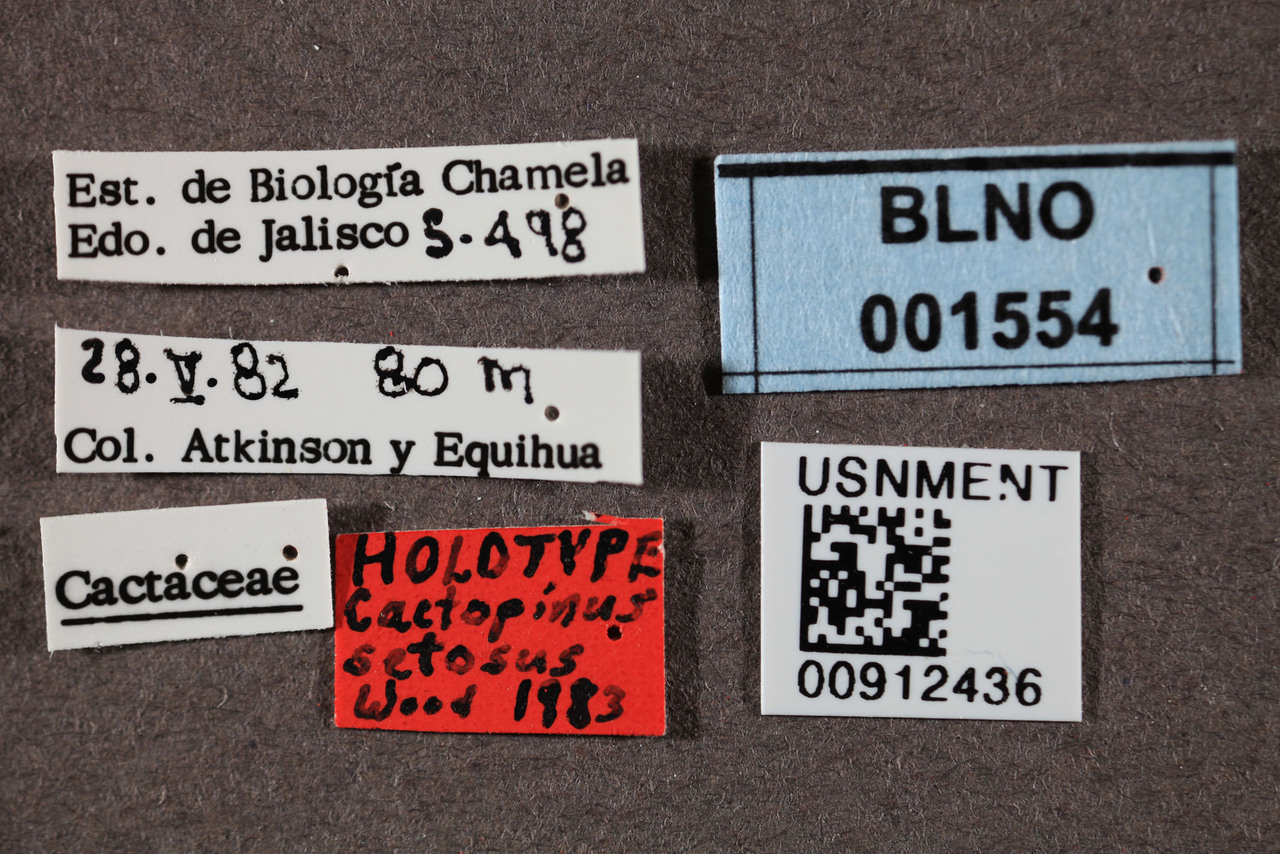 Est. de Biología Chamela
Edo. de Jalisco S-498
28.V.82 80 m
Col. Atkinson y Equihua
Cactaceae
HOLOTYPE
Cactopinus
setosus
Wood 1983
BLNO
001554
USNMENT
00912436